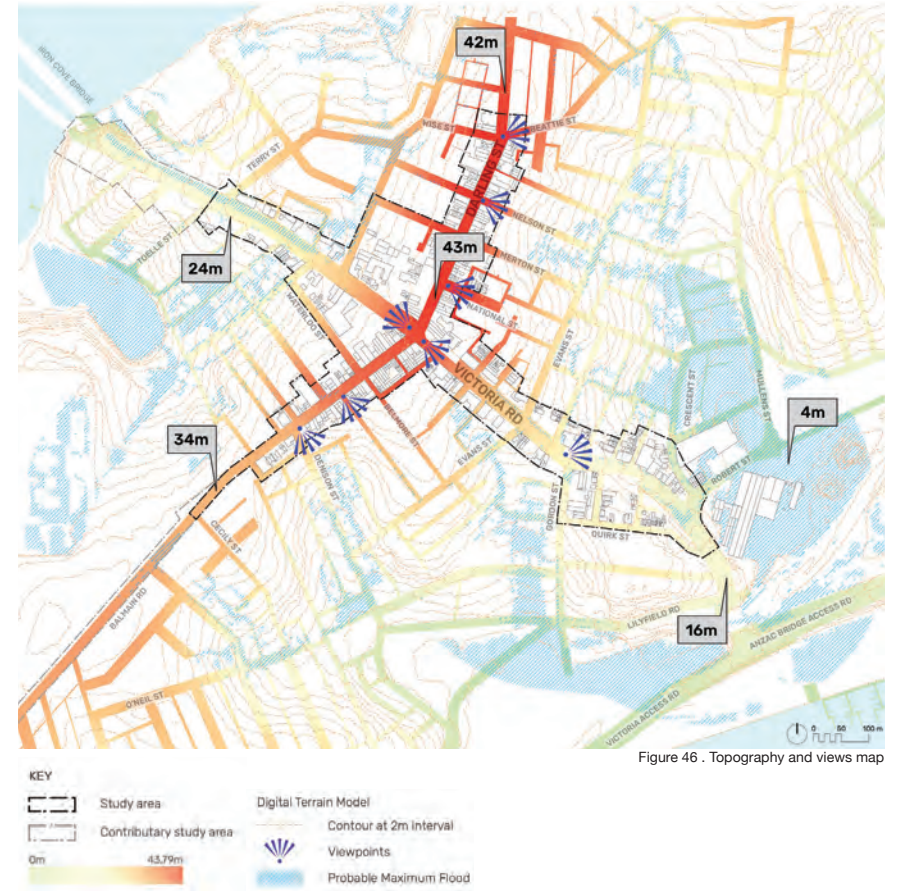 42m
IRON COVE BRIDGE
WISE ST
BEATTIE ST
TERRY ST
DARLING ST
NELSON ST
TOELLE ST
43m
MERTON ST
24m
NATIONAL ST
WATERLOO ST
EVANS ST
VICTORIA RD
CRESCENT ST
MULLENS ST
4m
34m
EVANS ST
DENISON ST
ROBERT ST
GORDON ST
QUIRK ST
CECILY ST
BALMAIN RD
LILYFIELD RD
16m
ANZAC BRIDGE ACCESS RD
O'NEIL ST
VICTORIA ACCESS RD
0 50 100 m
Figure 46 . Topography and views map
KEY
Study area
Contributary study area
0m 43.79m
Digital Terrain Model
Contour at 2m interval
Viewpoints
Probable Maximum Flood